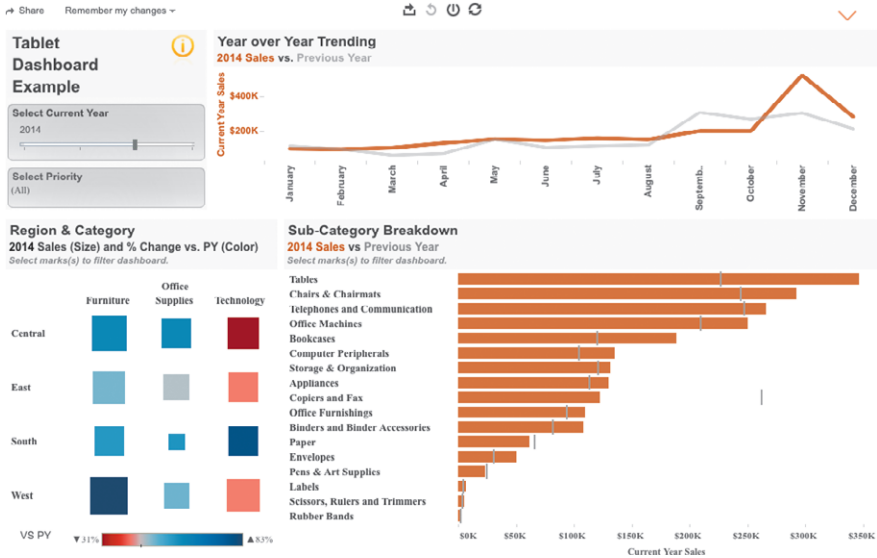 Share Remember my changes
Tablet
Dashboard
Example
Select Current Year
2014
Select Priority
(All)
Year over Year Trending
2014 Sales vs. Previous Year
Current Year Sales
$400K
$200K
January
February
March
April
May
June
July
August
Septemb..
October
November
December
Region & Category
2014 Sales (Size) and % Change vs. PY (Color)
Select marks(s) to filter dashboard.
Furniture
Office
Supplies
Technology
Central
East
South
West
VS PY
▼31%
▲83%
Sub-Category Breakdown
2014 Sales vs Previous Year
Select marks(s) to filter dashboard.
Tables
Chairs & Chairmats
Telephones and Communication
Office Machines
Bookcases
Computer Peripherals
Storage & Organization
Appliances
Copiers and Fax
Office Furnishings
Binders and Binder Accessories
Paper
Envelopes
Pens & Art Supplies
Labels
Scissors, Rulers and Trimmers
Rubber Bands
$0K $50K $100K $150K $200K $250K $300K $350K
Current Year Sales